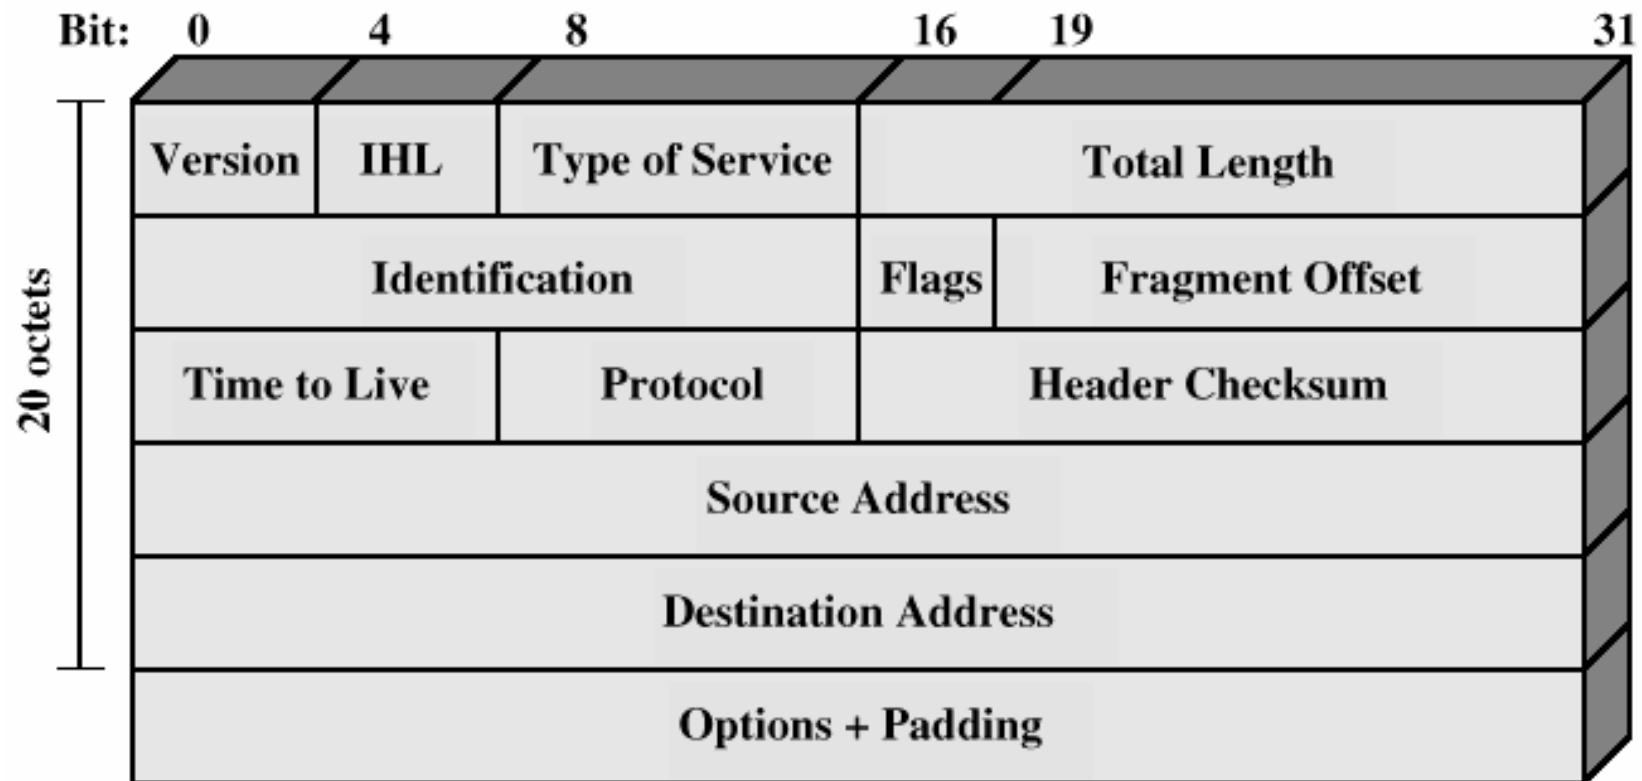 Bit: 0 4 8 16 19 31
Version IHL Type of Service Total Length
Identification Flags Fragment Offset
Time to Live Protocol Header Checksum
Source Address
Destination Address
Options + Padding
20 octets